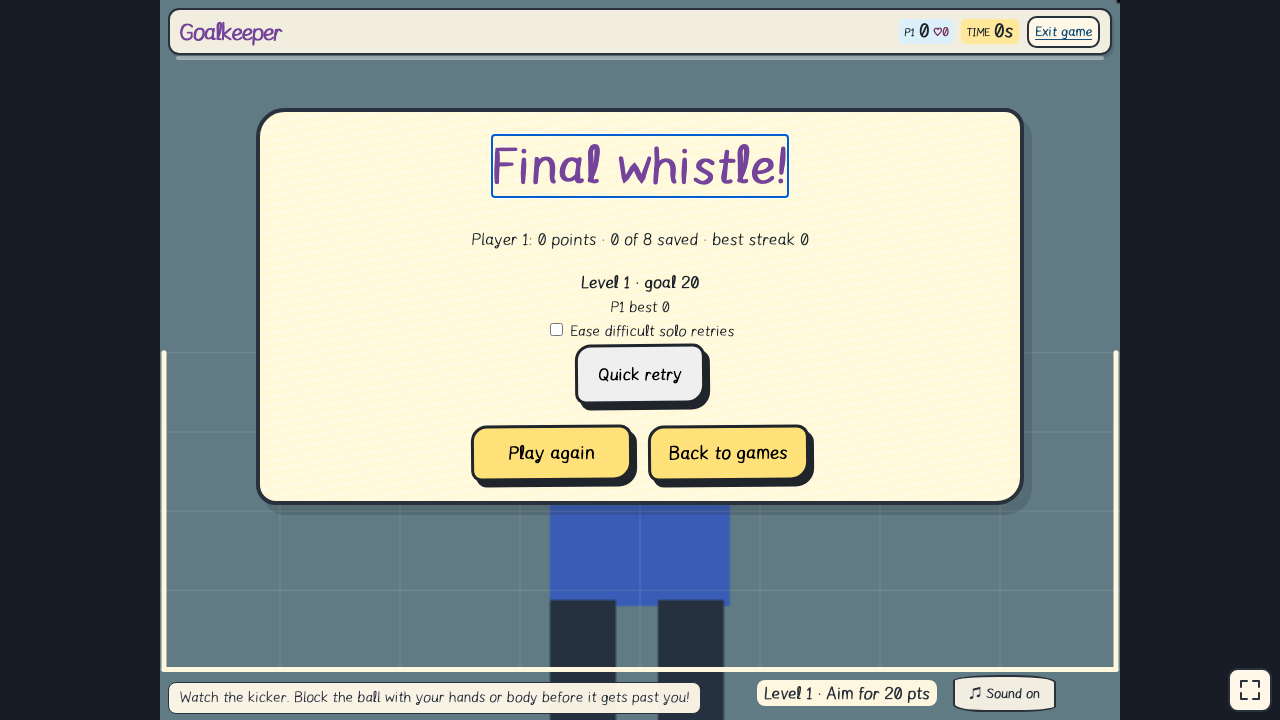 Goalkeeper
P1 0 ♡0
TIME 0s
Exit game
Final whistle!
Player 1: 0 points · 0 of 8 saved · best streak 0
Level 1 · goal 20
P1 best 0
Ease difficult solo retries
Quick retry
Play again
Back to games
Watch the kicker. Block the ball with your hands or body before it gets past you!
Level 1 · Aim for 20 pts
♫ Sound on